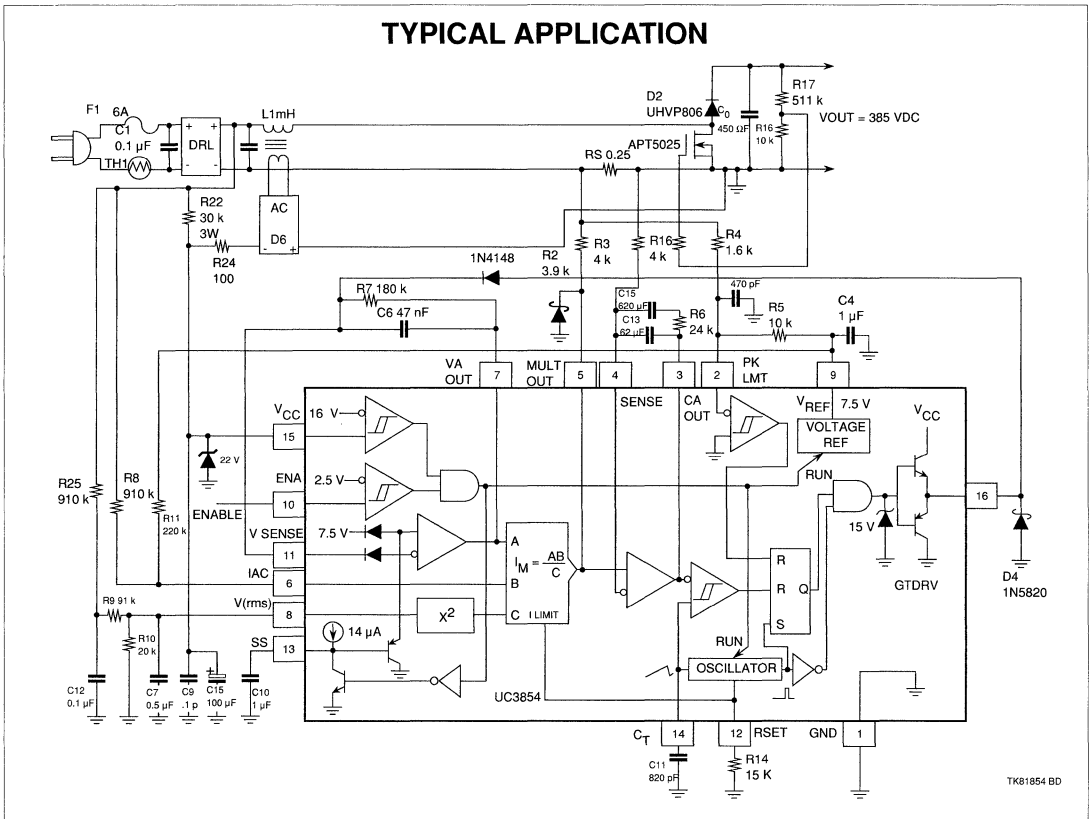 TYPICAL APPLICATION
F1
6A
C1
0.1 µF
TH1
+ +
DRL
- -
L1mH
D2
UHVP806
C0
450 ΩF
R17
511 k
R16
10 k
VOUT = 385 VDC
APT5025
RS 0.25
R22
30 k
3W
AC
D6
- +
R24
100
1N4148
R2
3.9 k
R3
4 k
R16
4 k
R4
1.6 k
R7 180 k
C6 47 nF
C15
620 µF
C13
62 µF
R6
24 k
470 pF
R5
10 k
C4
1 µF
VA
OUT
7
MULT
OUT
5
4
3
2
PK
LMT
9
SENSE
CA
OUT
VREF 7.5 V
VOLTAGE
REF
VCC
VCC
16 V
15
22 V
ENA
2.5 V
10
ENABLE
RUN
R25
910 k
R8
910 k
R11
220 k
V SENSE
7.5 V
11
IAC
6
R9 91 k
V(rms)
8
X2
A
B
C
IM = AB
C
I LIMIT
R
R
S
Q
15 V
16
GTDRV
D4
1N5820
R10
20 k
SS
13
14 µA
RUN
OSCILLATOR
UC3854
C12
0.1 µF
C7
0.5 µF
C9
.1 p
+
C15
100 µF
C10
1 µF
CT
14
12
RSET
GND
1
C11
820 pF
R14
15 K
TK81854 BD